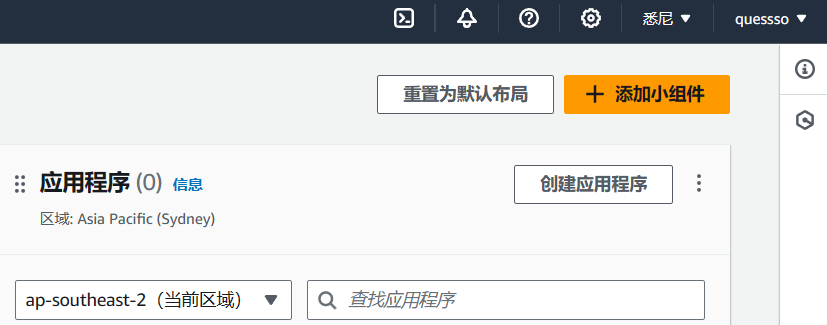 悉尼 quessso
重置为默认布局 添加小组件
应用程序 (0) 信息 创建应用程序
区域: Asia Pacific (Sydney)
ap-southeast-2（当前区域） 查找应用程序